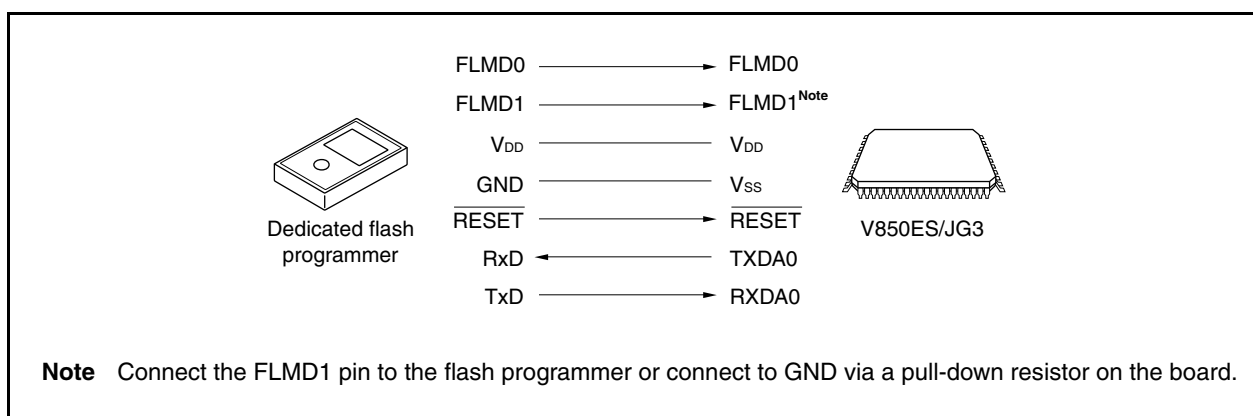 FLMD0 FLMD0
FLMD1 FLMD1Note
VDD VDD
GND VSS
RESET RESET
RxD TXDA0
TxD RXDA0
Dedicated flash
programmer
V850ES/JG3
Note Connect the FLMD1 pin to the flash programmer or connect to GND via a pull-down resistor on the board.